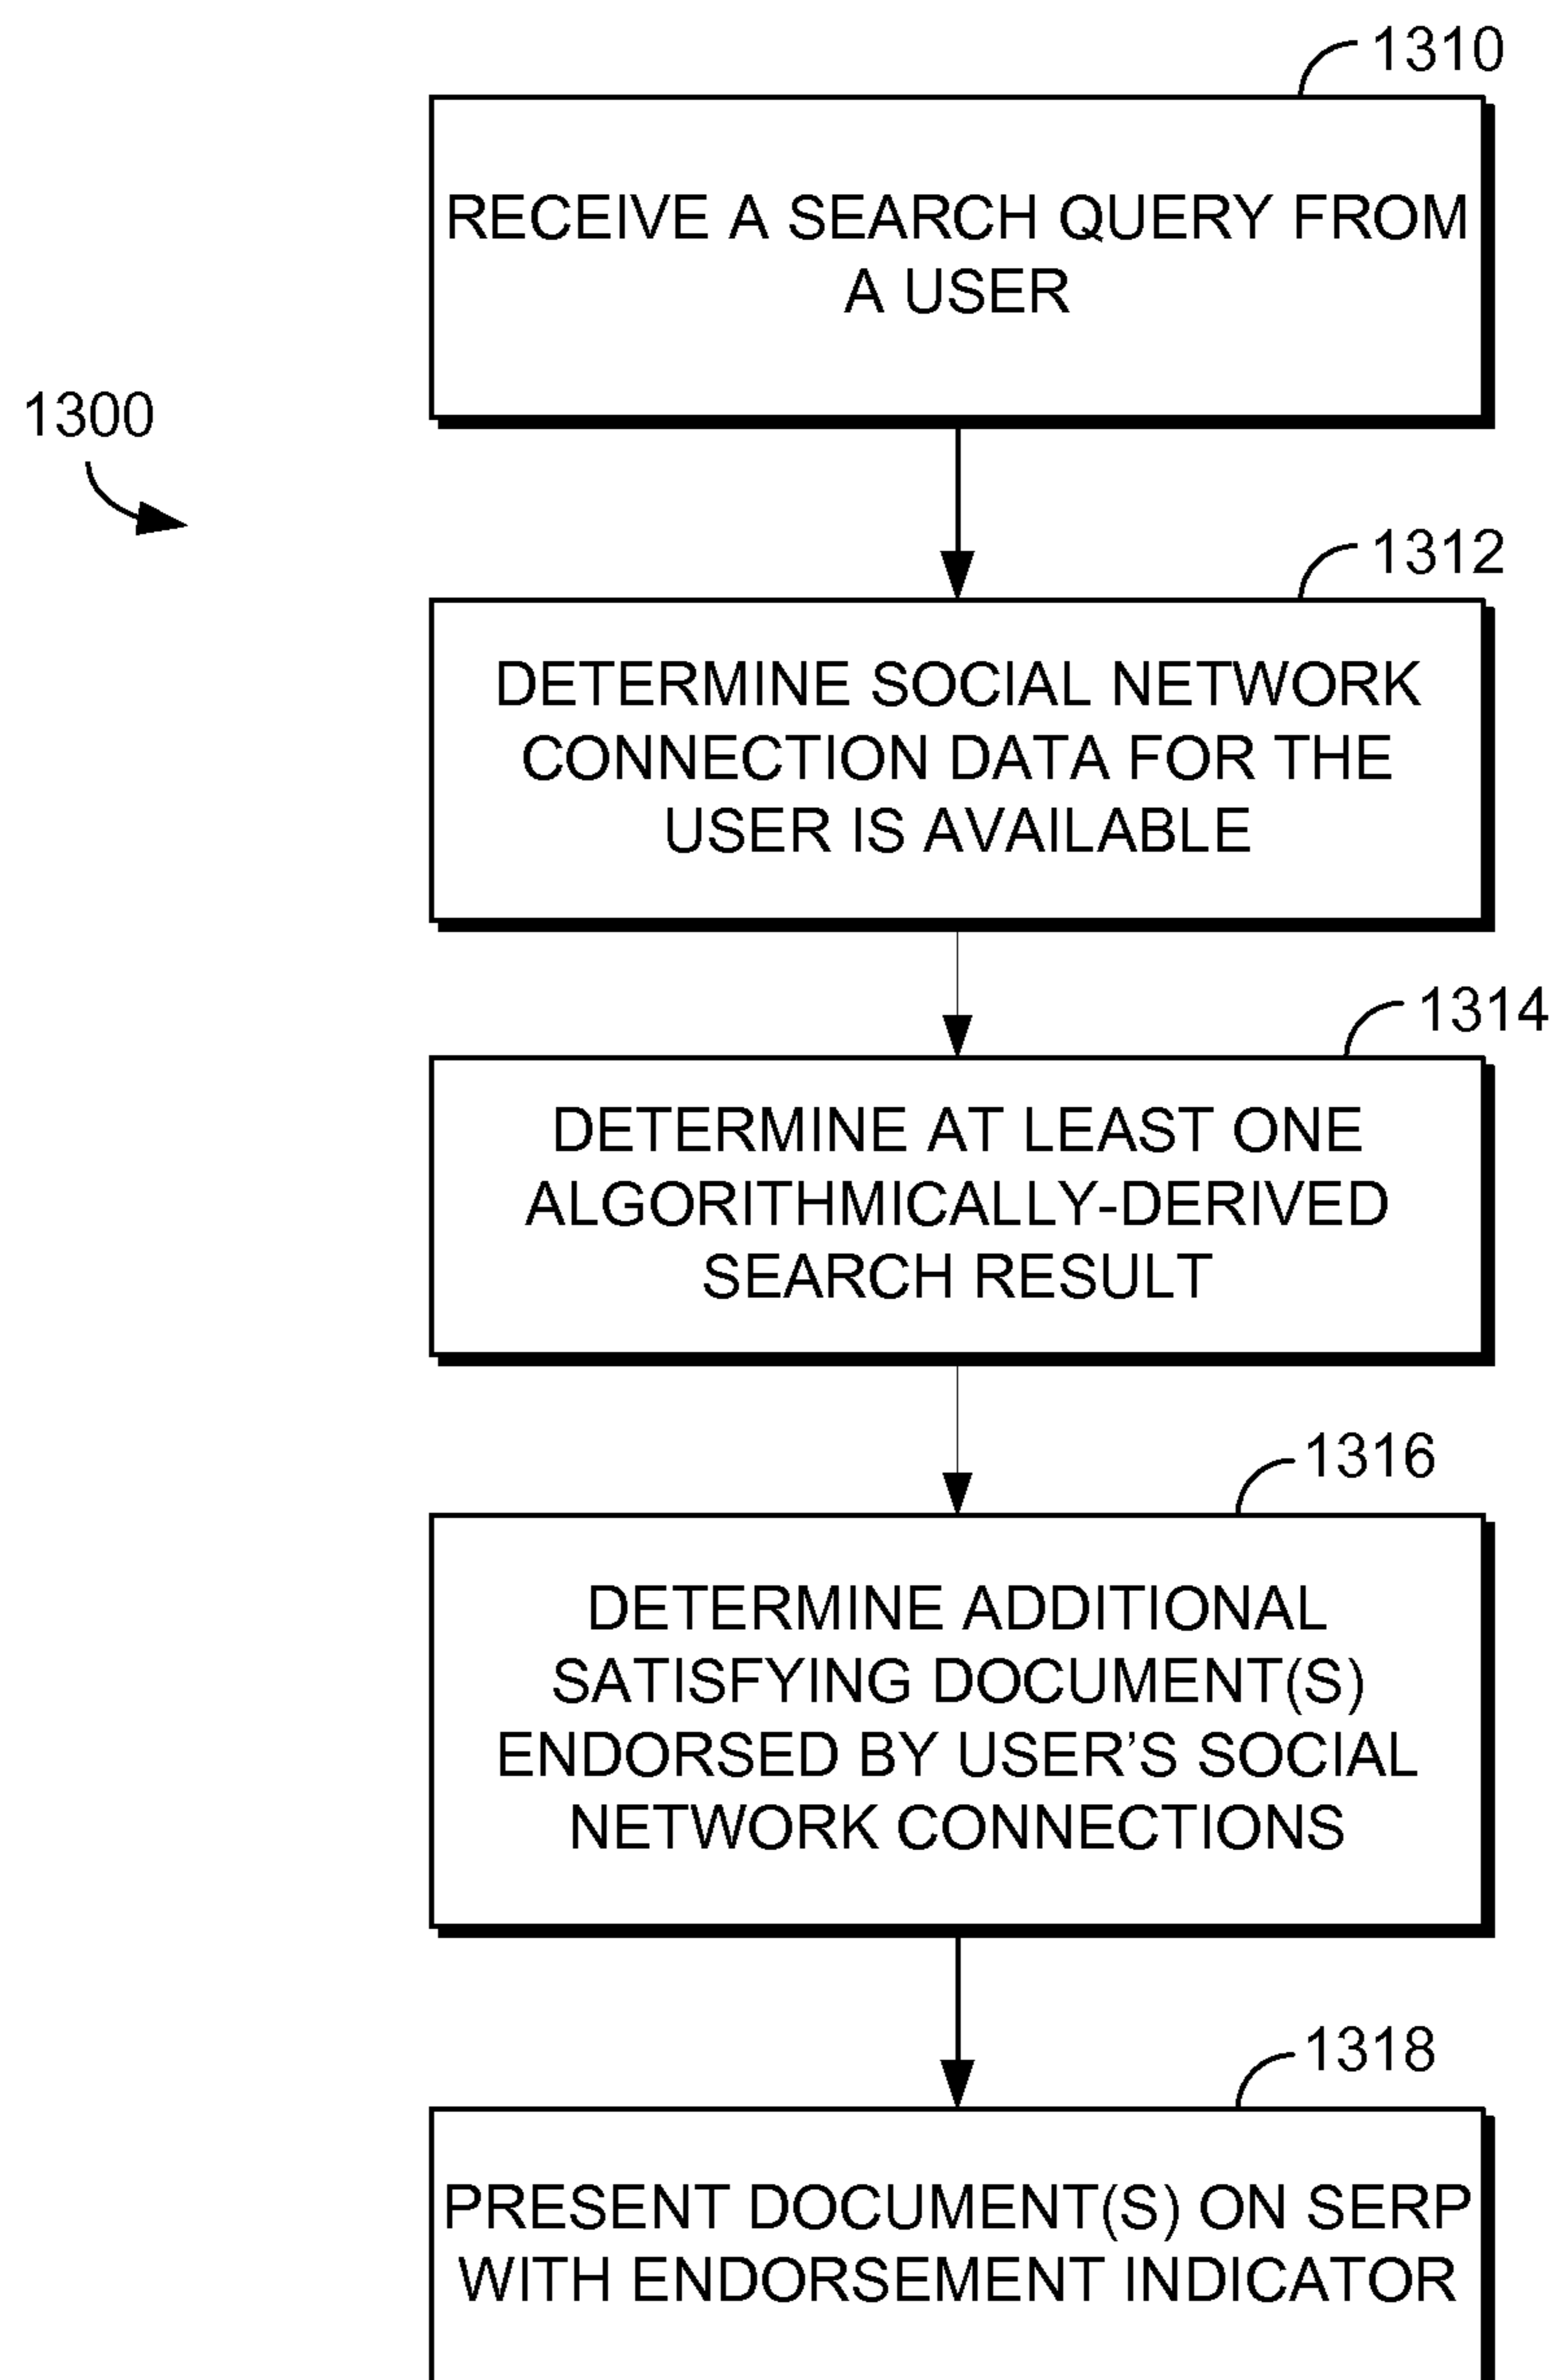 1310
RECEIVE A SEARCH QUERY FROM
A USER
1300
1312
DETERMINE SOCIAL NETWORK
CONNECTION DATA FOR THE
USER IS AVAILABLE
1314
DETERMINE AT LEAST ONE
ALGORITHMICALLY-DERIVED
SEARCH RESULT
1316
DETERMINE ADDITIONAL
SATISFYING DOCUMENT(S)
ENDORSED BY USER’S SOCIAL
NETWORK CONNECTIONS
1318
PRESENT DOCUMENT(S) ON SERP
WITH ENDORSEMENT INDICATOR